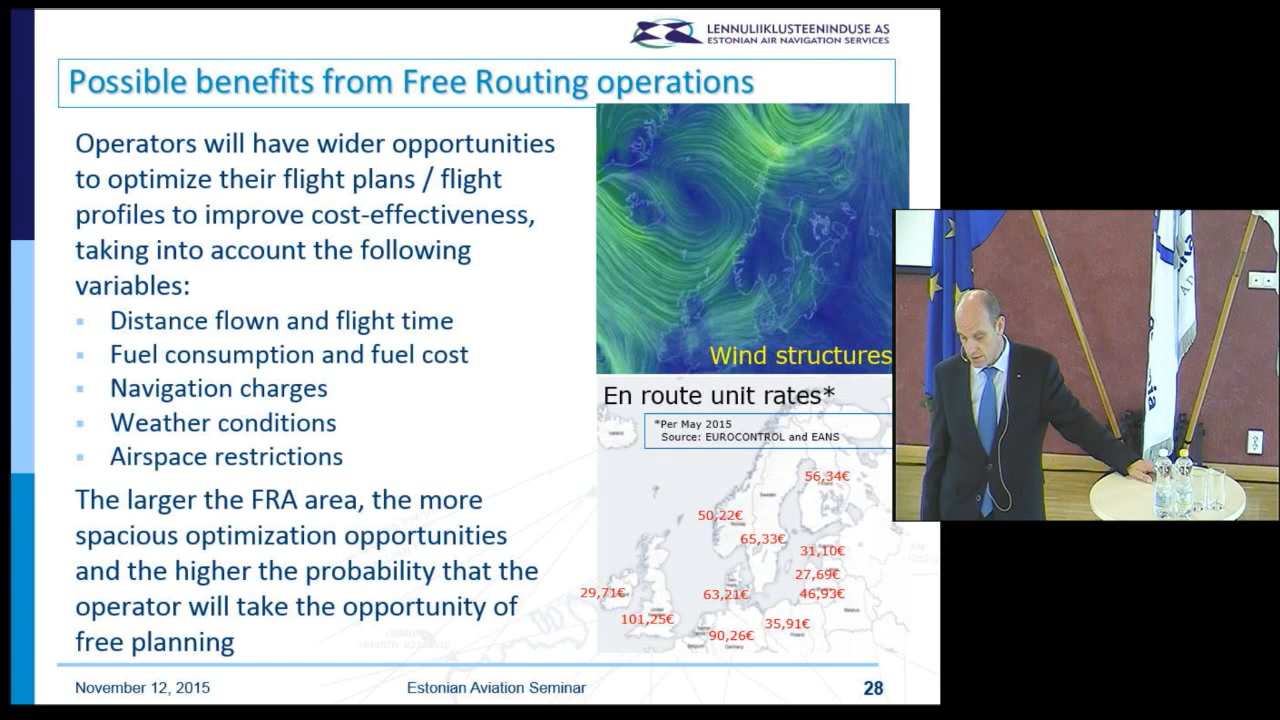 LENNULIIKLUSTEENINDUSE AS
ESTONIAN AIR NAVIGATION SERVICES
Possible benefits from Free Routing operations
Operators will have wider opportunities
to optimize their flight plans / flight
profiles to improve cost-effectiveness,
taking into account the following
variables:
▪ Distance flown and flight time
▪ Fuel consumption and fuel cost
▪ Navigation charges
▪ Weather conditions
▪ Airspace restrictions
The larger the FRA area, the more
spacious optimization opportunities
and the higher the probability that the
operator will take the opportunity of
free planning
Wind structures
En route unit rates*
*Per May 2015
Source: EUROCONTROL and EANS
56,34€
Sweden
50,22€
Norway
65,33€
31,10€
27,69€
29,71€
63,21€
46,93€
101,25€
35,91€
90,26€
Poland
Belgium
Germany
November 12, 2015
Estonian Aviation Seminar
28